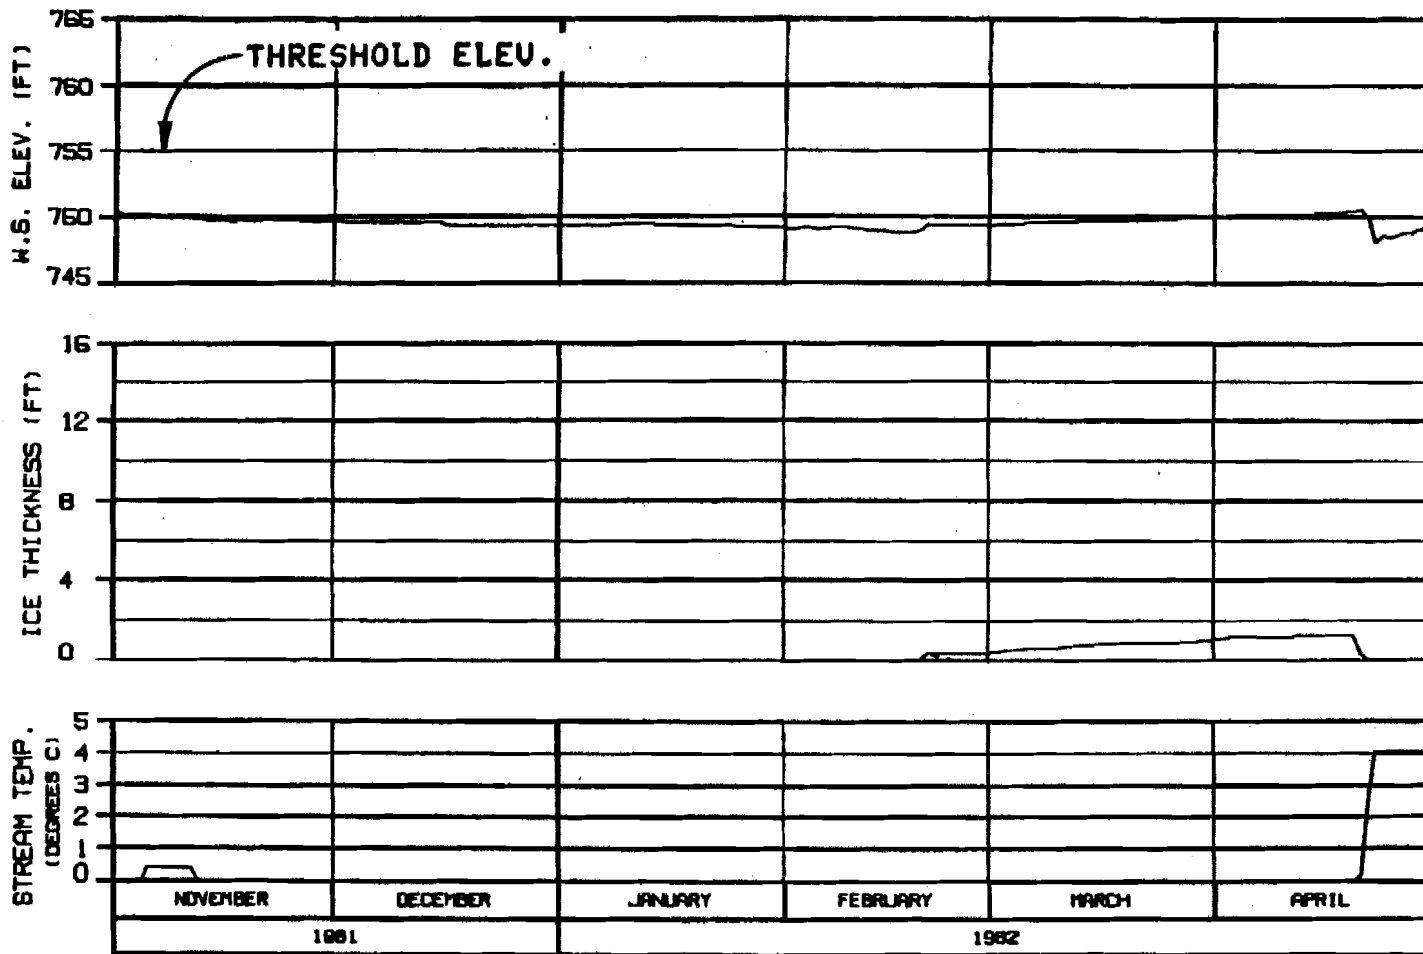 765
THRESHOLD ELEV.
760
755
750
745
W.S. ELEV. (FT)
16
12
8
4
0
ICE THICKNESS (FT)
5
4
3
2
1
0
STREAM TEMP.
(DEGREES C)
NOVEMBER DECEMBER JANUARY FEBRUARY MARCH APRIL
1981 1982